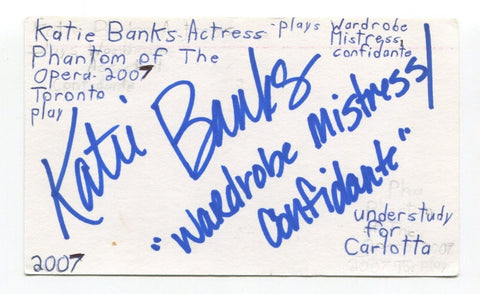 Katie Banks-Actress -plays Wardrobe
Mistress/
Confidante
Phantom of The
Opera-2007
Toronto
play
Katie Banks
"Wardrobe Mistress/
Confidante"
understudy
for
Carlotta
2007